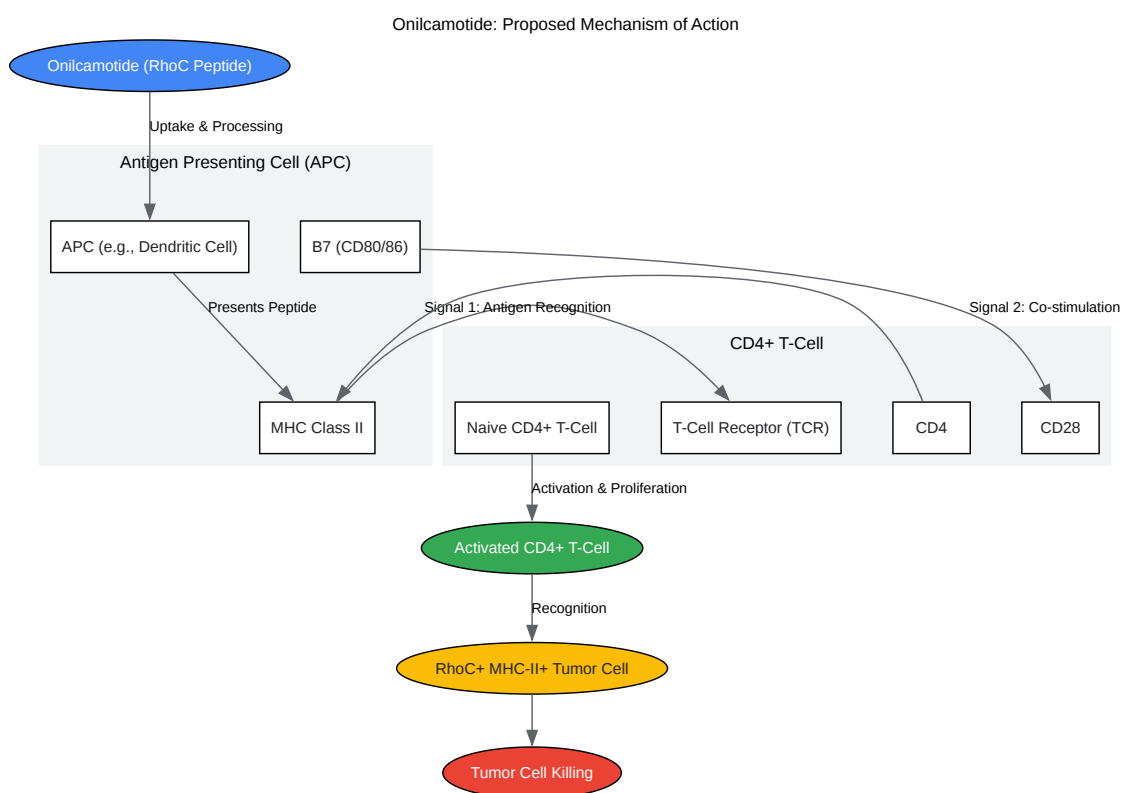 Onilcamotide: Proposed Mechanism of Action
Onilcamotide (RhoC Peptide)
Uptake & Processing
Antigen Presenting Cell (APC)
APC (e.g., Dendritic Cell)
B7 (CD80/86)
Presents Peptide
Signal 1: Antigen Recognition
Signal 2: Co-stimulation
CD4+ T-Cell
MHC Class II
Naive CD4+ T-Cell
T-Cell Receptor (TCR)
CD4
CD28
Activation & Proliferation
Activated CD4+ T-Cell
Recognition
RhoC+ MHC-II+ Tumor Cell
Tumor Cell Killing